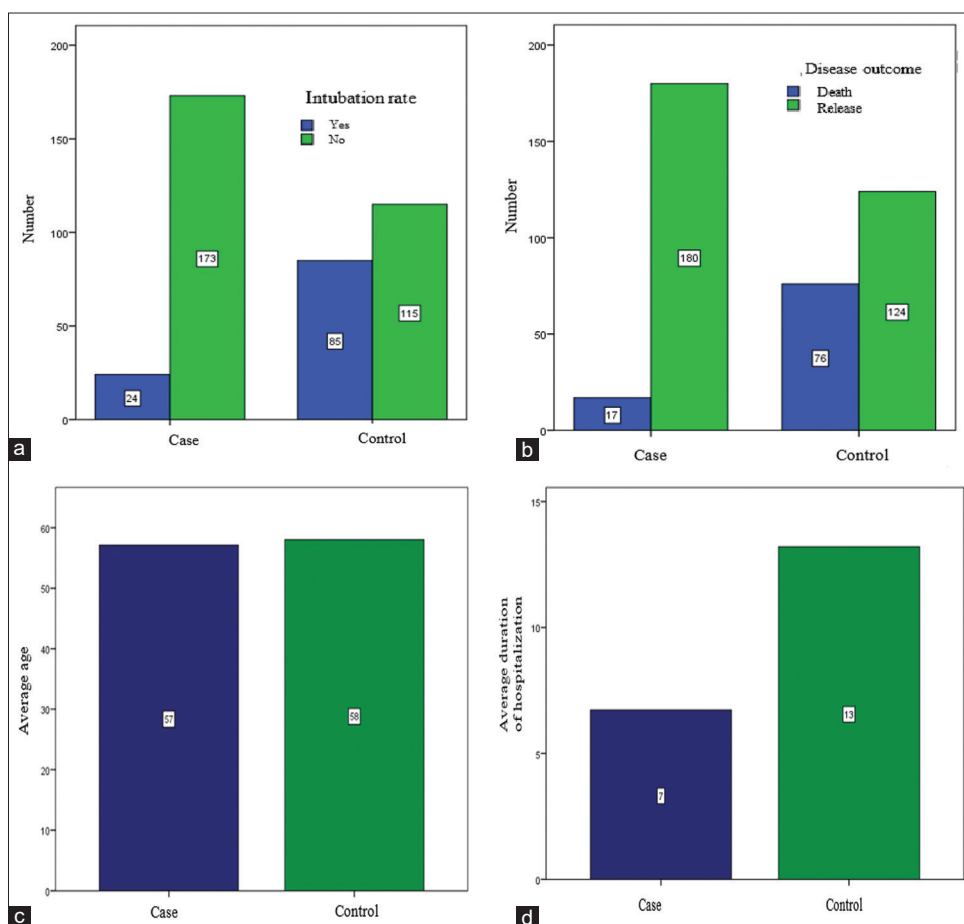 200
150
100
50
0
Number
Intubation rate
Yes
No
24
173
85
115
Case
Control
a
200
150
100
50
0
Number
Disease outcome
Death
Release
17
180
76
124
Case
Control
b
60
50
40
30
20
10
0
Average age
57
58
Case
Control
c
15
10
5
0
Average duration
of hospitalization
7
13
Case
Control
d